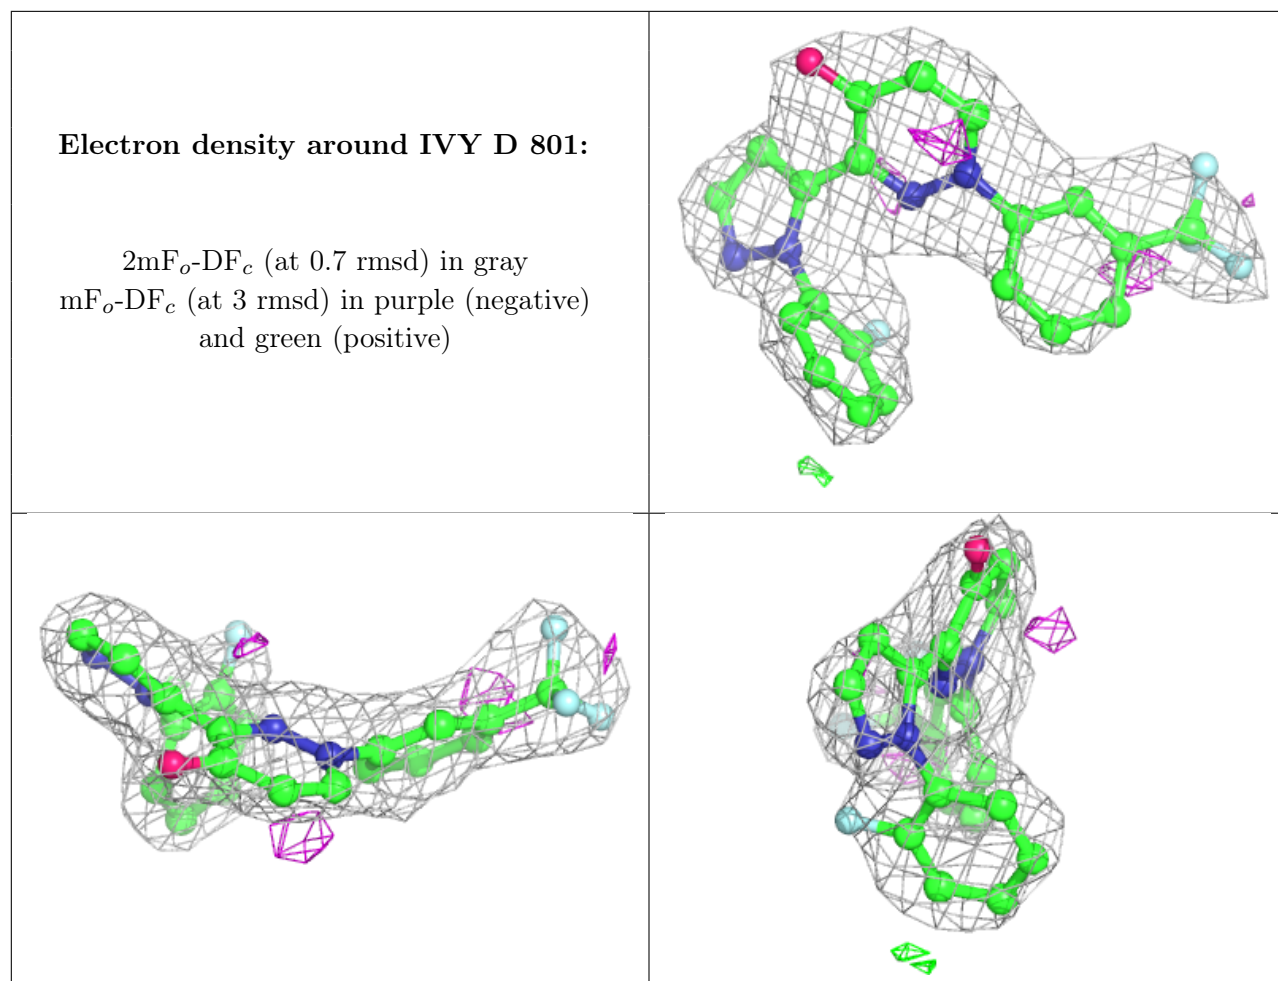 Electron density around IVY D 801:
2mFo-DFc (at 0.7 rmsd) in gray
mFo-DFc (at 3 rmsd) in purple (negative)
and green (positive)